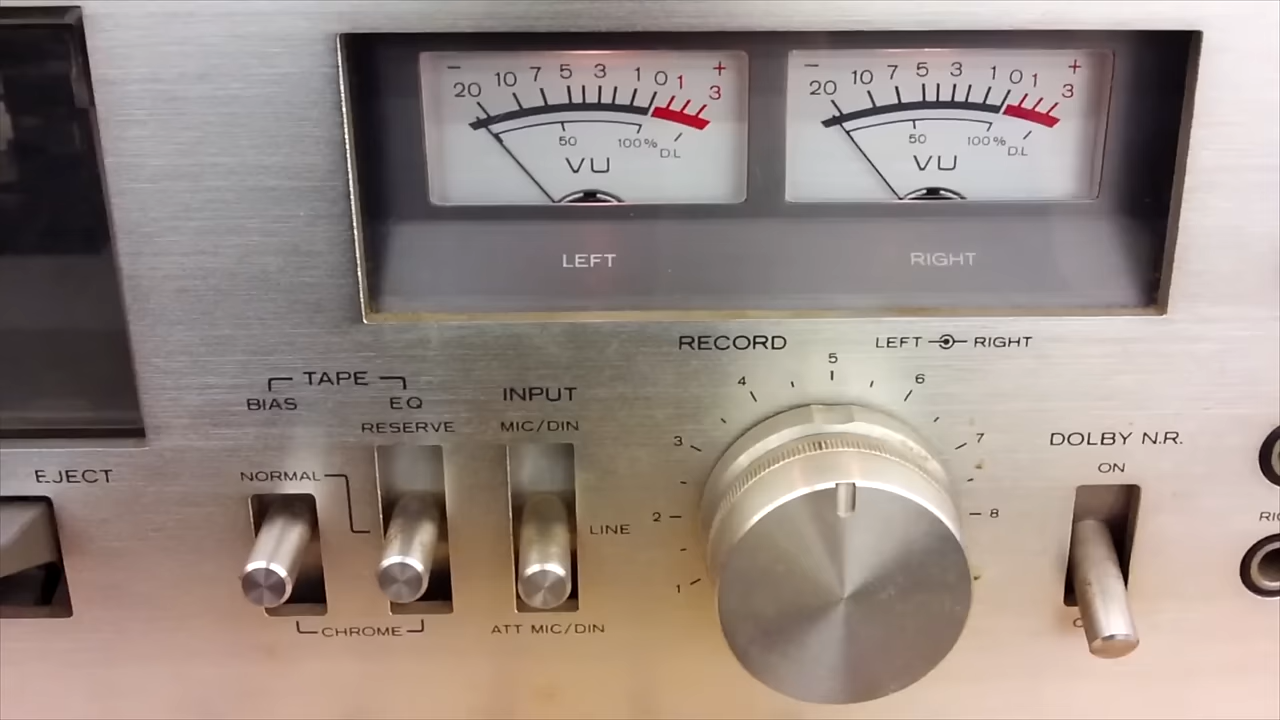 − 20 10 7 5 3 1 0 1 3 +
50 100% D.L
VU
LEFT
− 20 10 7 5 3 1 0 1 3 +
50 100% D.L
VU
RIGHT
TAPE
BIAS EQ
RESERVE
NORMAL
CHROME
EJECT
INPUT
MIC/DIN
LINE
ATT MIC/DIN
RECORD
LEFT RIGHT
1 2 3 4 5 6 7 8
DOLBY N.R.
ON